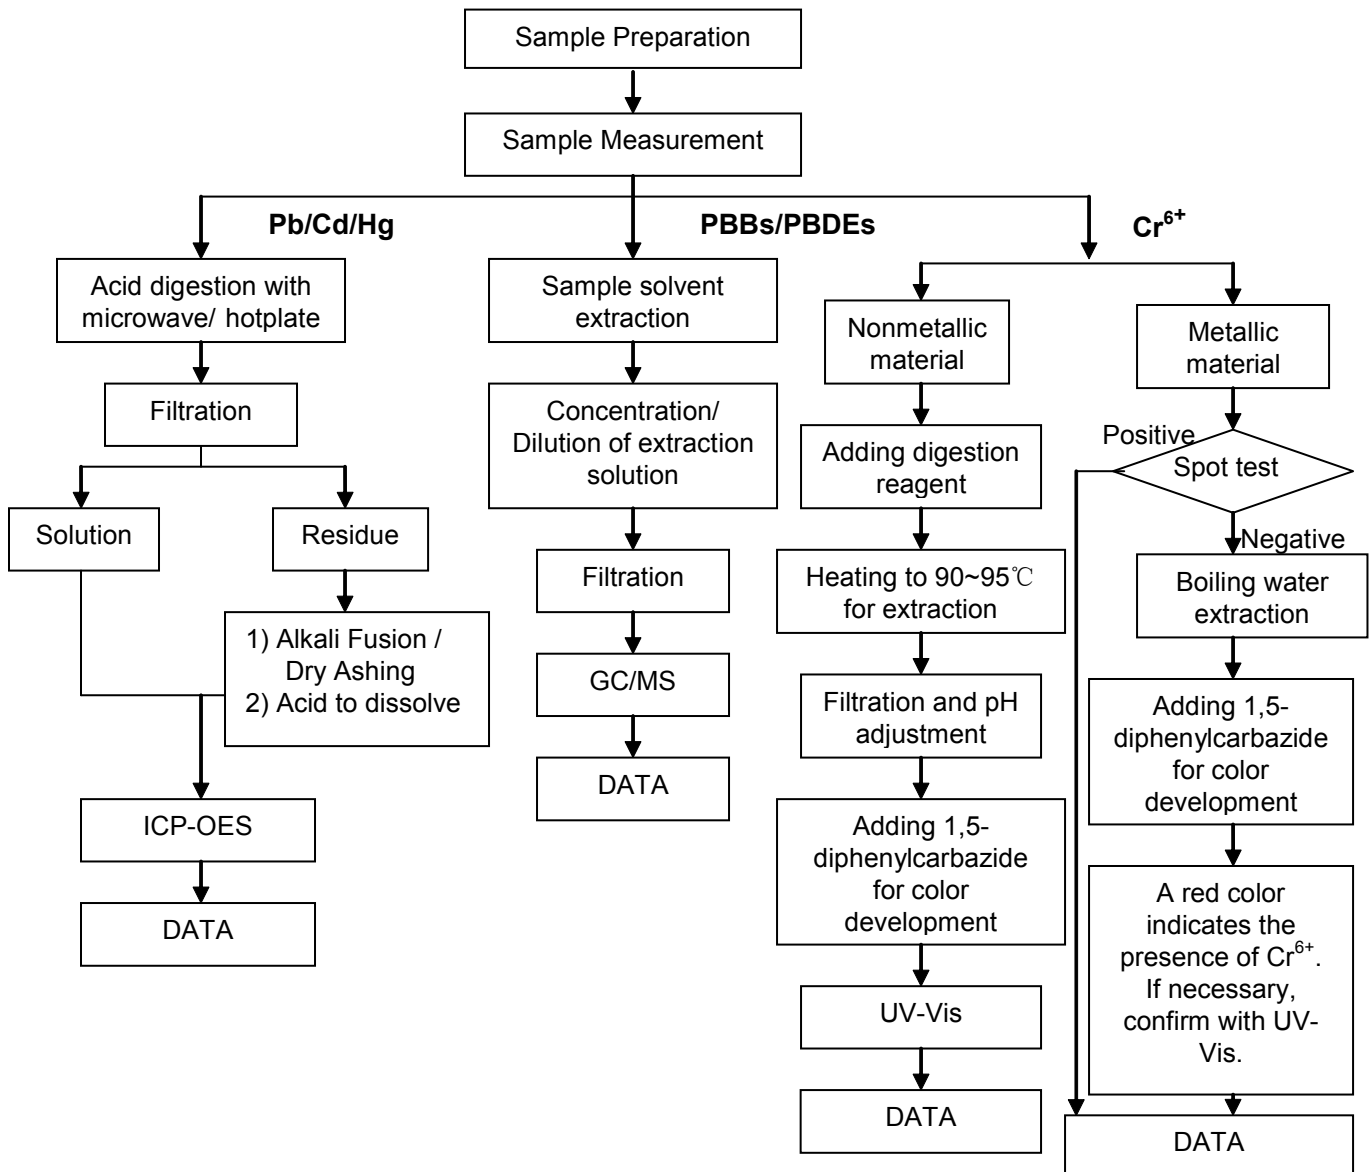 Sample Preparation
Sample Measurement
Pb/Cd/Hg
PBBs/PBDEs
Cr⁶⁺
Acid digestion with
microwave/ hotplate
Filtration
Solution
Residue
1) Alkali Fusion /
Dry Ashing
2) Acid to dissolve
ICP-OES
DATA
Sample solvent
extraction
Concentration/
Dilution of extraction
solution
Filtration
GC/MS
DATA
Nonmetallic
material
Adding digestion
reagent
Heating to 90~95℃
for extraction
Filtration and pH
adjustment
Adding 1,5-
diphenylcarbazide
for color
development
UV-Vis
DATA
Metallic
material
Positive
Spot test
Negative
Boiling water
extraction
Adding 1,5-
diphenylcarbazide
for color
development
A red color
indicates the
presence of Cr⁶⁺.
If necessary,
confirm with UV-
Vis.
DATA